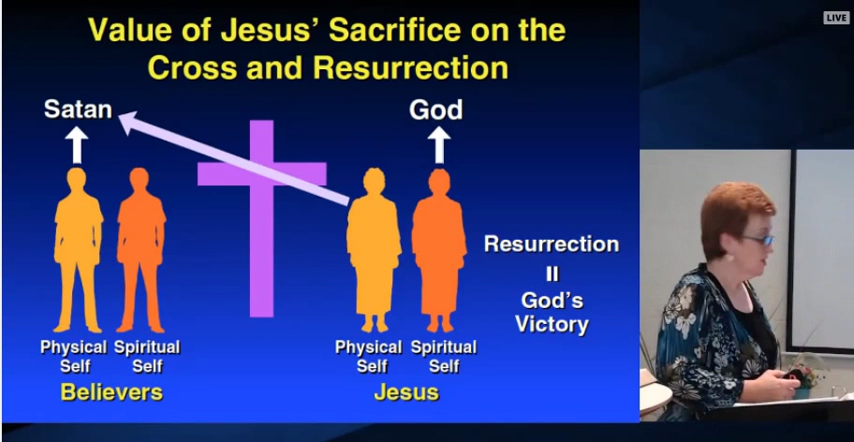 LIVE
Value of Jesus' Sacrifice on the
Cross and Resurrection
Satan
God
Resurrection
II
God's
Victory
Physical Spiritual
Self Self
Believers
Physical Spiritual
Self Self
Jesus